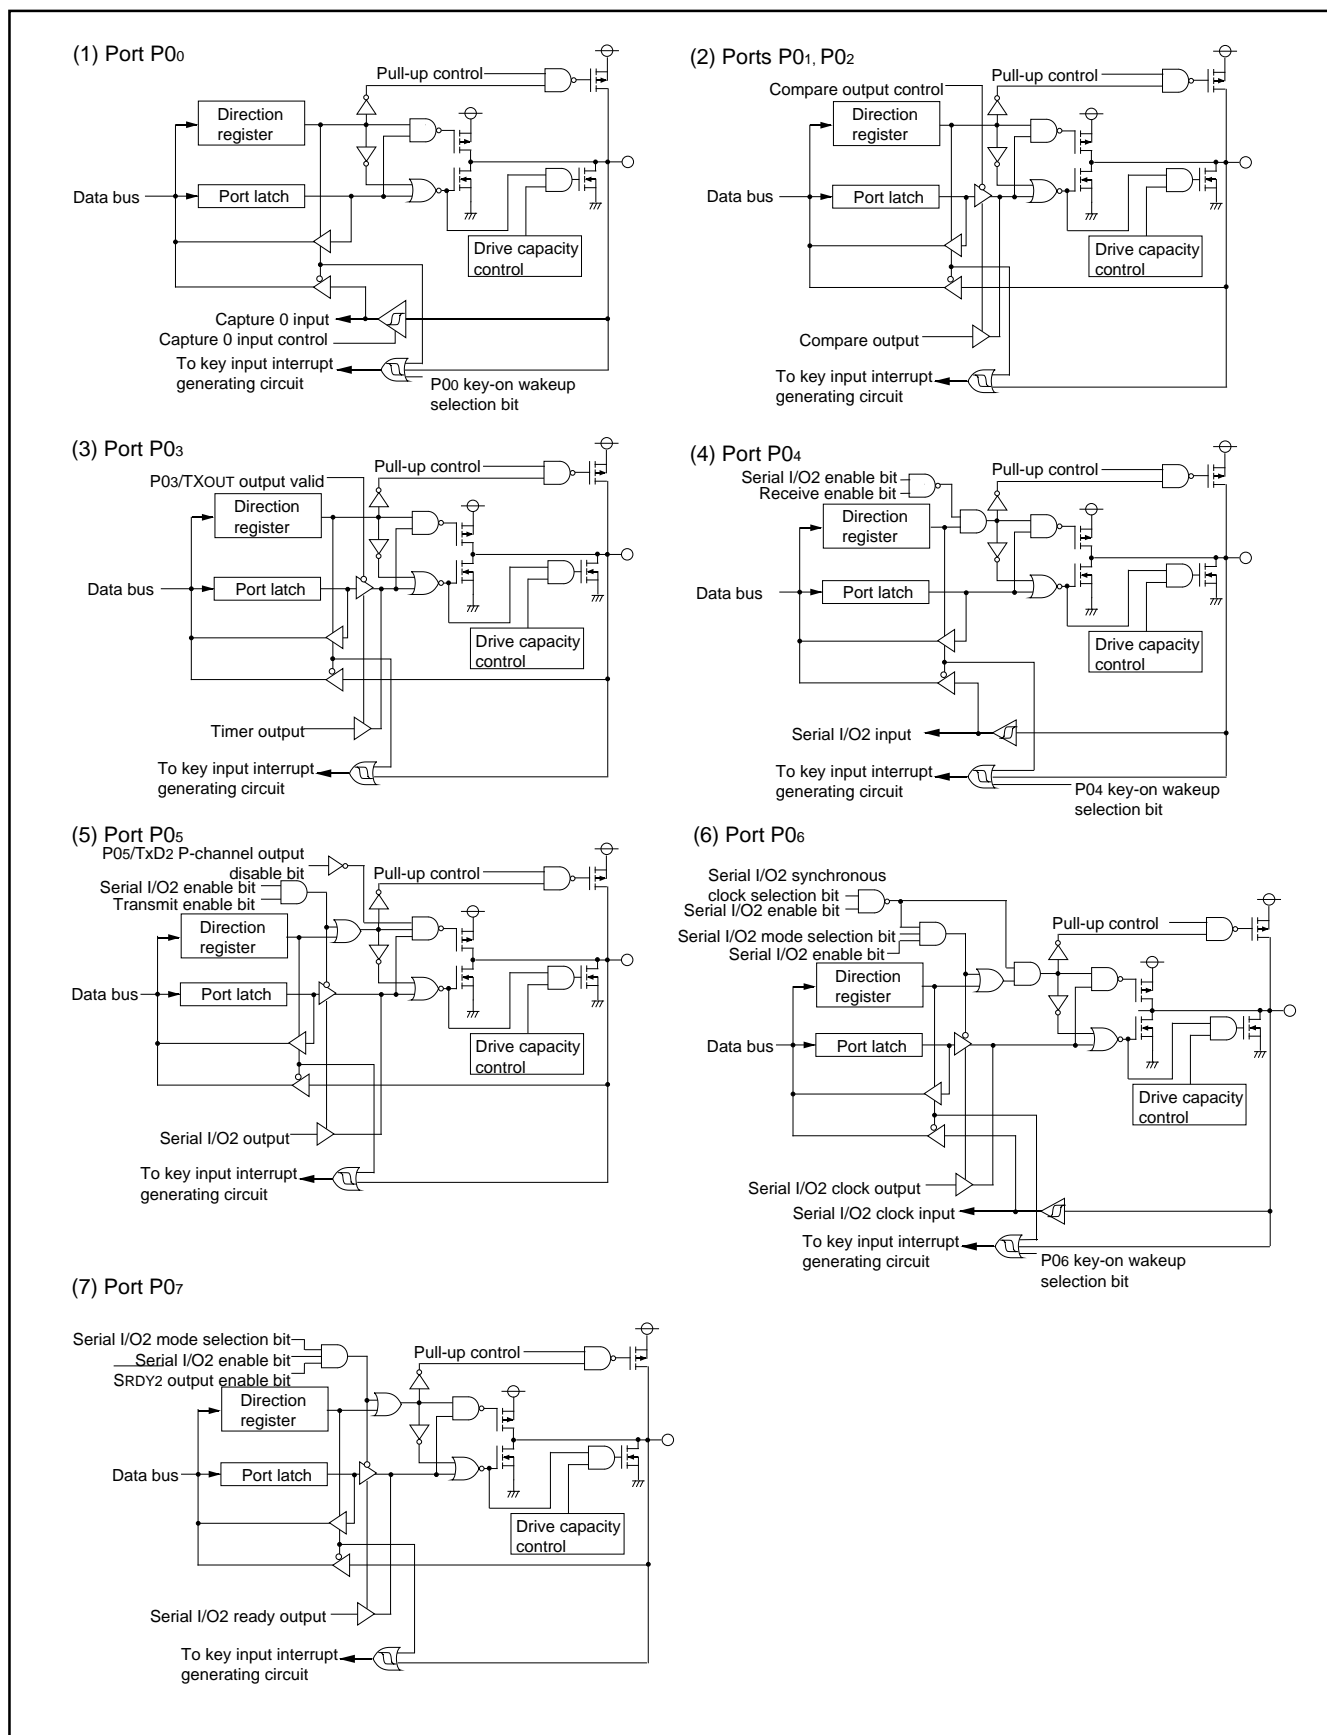 (1) Port P00
Pull-up control
Direction
register
Data bus
Port latch
Drive capacity
control
Capture 0 input
Capture 0 input control
To key input interrupt
generating circuit
P00 key-on wakeup
selection bit
(2) Ports P01, P02
Pull-up control
Compare output control
Direction
register
Data bus
Port latch
Drive capacity
control
Compare output
To key input interrupt
generating circuit
(3) Port P03
Pull-up control
P03/TXOUT output valid
Direction
register
Data bus
Port latch
Drive capacity
control
Timer output
To key input interrupt
generating circuit
(4) Port P04
Pull-up control
Serial I/O2 enable bit
Receive enable bit
Direction
register
Data bus
Port latch
Drive capacity
control
Serial I/O2 input
To key input interrupt
generating circuit
P04 key-on wakeup
selection bit
(5) Port P05
P05/TxD2 P-channel output
disable bit
Pull-up control
Serial I/O2 enable bit
Transmit enable bit
Direction
register
Data bus
Port latch
Drive capacity
control
Serial I/O2 output
To key input interrupt
generating circuit
(6) Port P06
Serial I/O2 synchronous
clock selection bit
Serial I/O2 enable bit
Pull-up control
Serial I/O2 mode selection bit
Serial I/O2 enable bit
Direction
register
Data bus
Port latch
Drive capacity
control
Serial I/O2 clock output
Serial I/O2 clock input
To key input interrupt
generating circuit
P06 key-on wakeup
selection bit
(7) Port P07
Serial I/O2 mode selection bit
Serial I/O2 enable bit
SRDY2 output enable bit
Pull-up control
Direction
register
Data bus
Port latch
Drive capacity
control
Serial I/O2 ready output
To key input interrupt
generating circuit